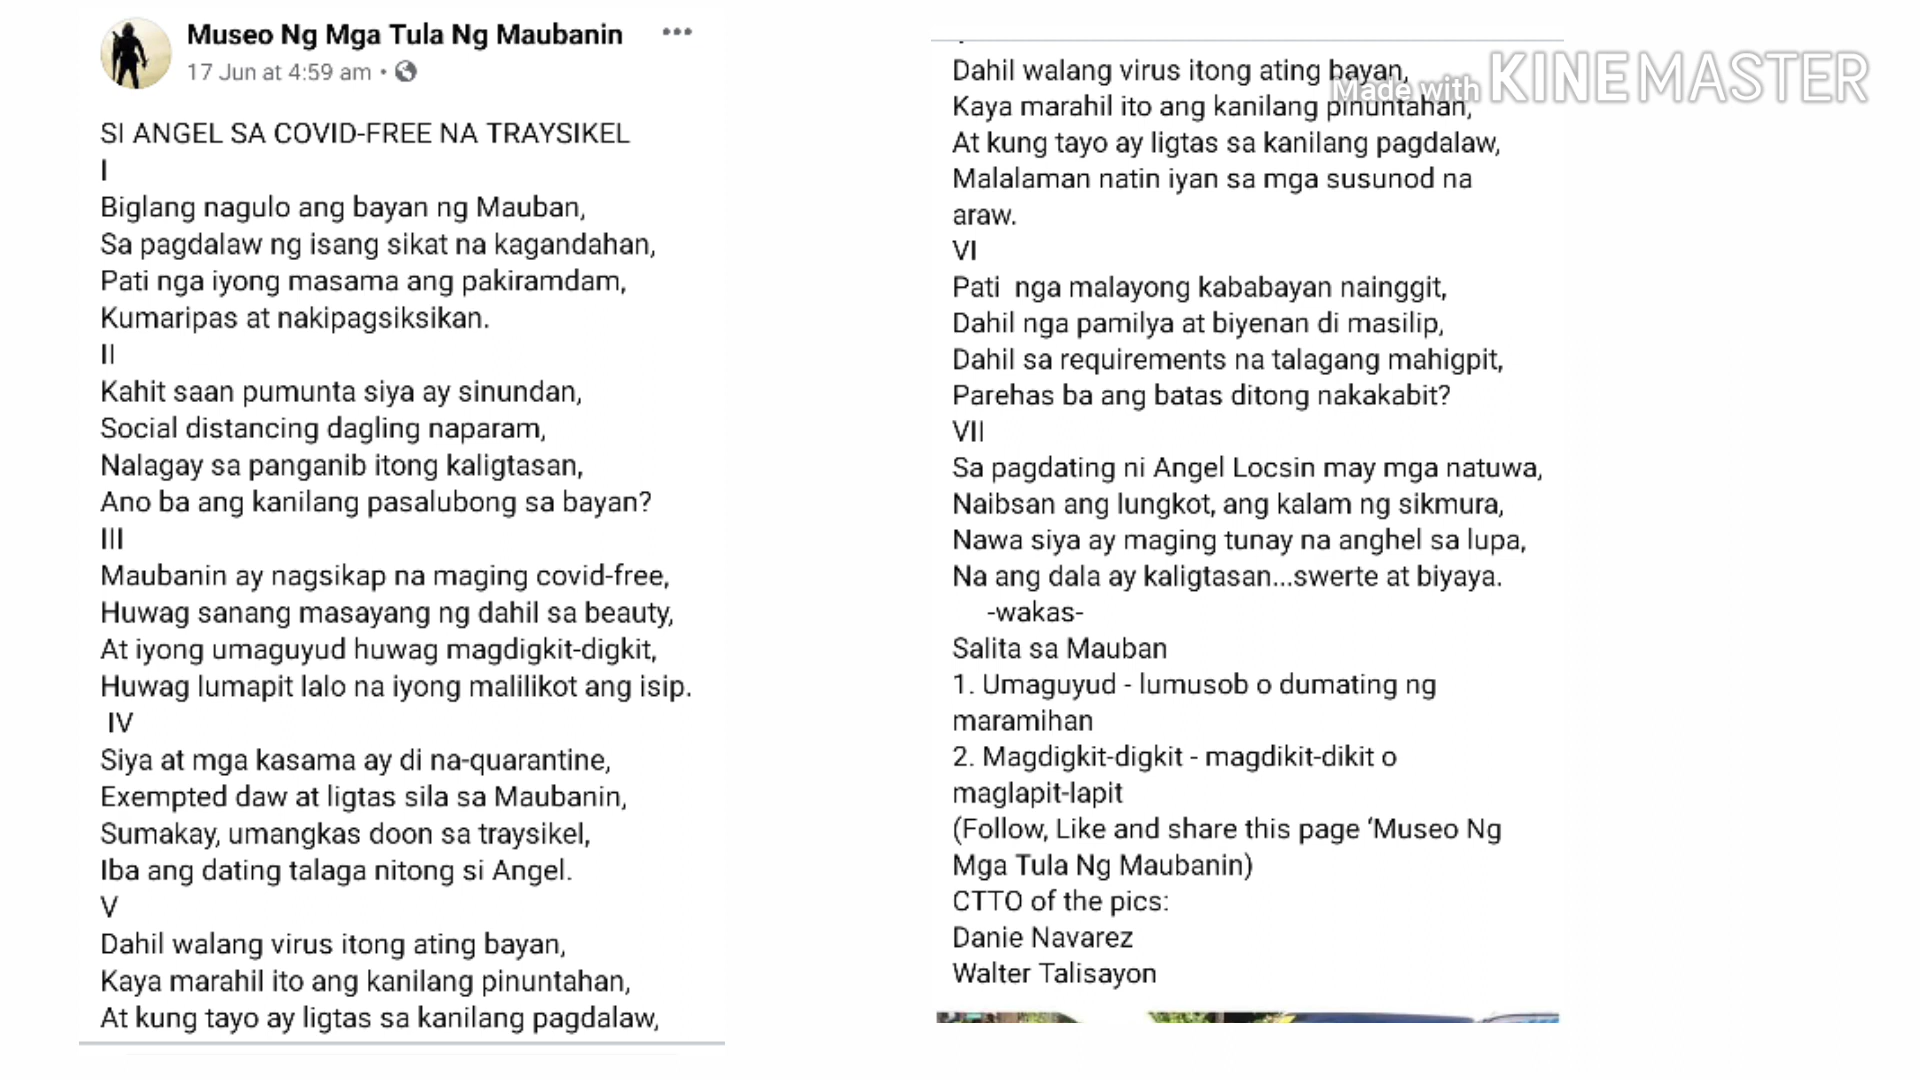 Museo Ng Mga Tula Ng Maubanin
17 Jun at 4:59 am
SI ANGEL SA COVID-FREE NA TRAYSIKEL
I
Biglang nagulo ang bayan ng Mauban,
Sa pagdalaw ng isang sikat na kagandahan,
Pati nga iyong masama ang pakiramdam,
Kumaripas at nakipagsiksikan.
II
Kahit saan pumunta siya ay sinundan,
Social distancing dagling naparam,
Nalagay sa panganib itong kaligtasan,
Ano ba ang kanilang pasalubong sa bayan?
III
Maubanin ay nagsikap na maging covid-free,
Huwag sanang masayang ng dahil sa beauty,
At iyong umaguyud huwag magdigkit-digkit,
Huwag lumapit lalo na iyong malilikot ang isip.
IV
Siya at mga kasama ay di na-quarantine,
Exempted daw at ligtas sila sa Maubanin,
Sumakay, umangkas doon sa traysikel,
Iba ang dating talaga nitong si Angel.
V
Dahil walang virus itong ating bayan,
Kaya marahil ito ang kanilang pinuntahan,
At kung tayo ay ligtas sa kanilang pagdalaw,
Dahil walang virus itong ating bayan,
Kaya marahil ito ang kanilang pinuntahan,
At kung tayo ay ligtas sa kanilang pagdalaw,
Malalaman natin iyan sa mga susunod na
araw.
VI
Pati  nga malayong kababayan nainggit,
Dahil nga pamilya at biyenan di masilip,
Dahil sa requirements na talagang mahigpit,
Parehas ba ang batas ditong nakakabit?
VII
Sa pagdating ni Angel Locsin may mga natuwa,
Naibsan ang lungkot, ang kalam ng sikmura,
Nawa siya ay maging tunay na anghel sa lupa,
Na ang dala ay kaligtasan...swerte at biyaya.
-wakas-
Salita sa Mauban
1. Umaguyud - lumusob o dumating ng
maramihan
2. Magdigkit-digkit - magdikit-dikit o
maglapit-lapit
(Follow, Like and share this page ‘Museo Ng
Mga Tula Ng Maubanin)
CTTO of the pics:
Danie Navarez
Walter Talisayon
Made with KINEMASTER